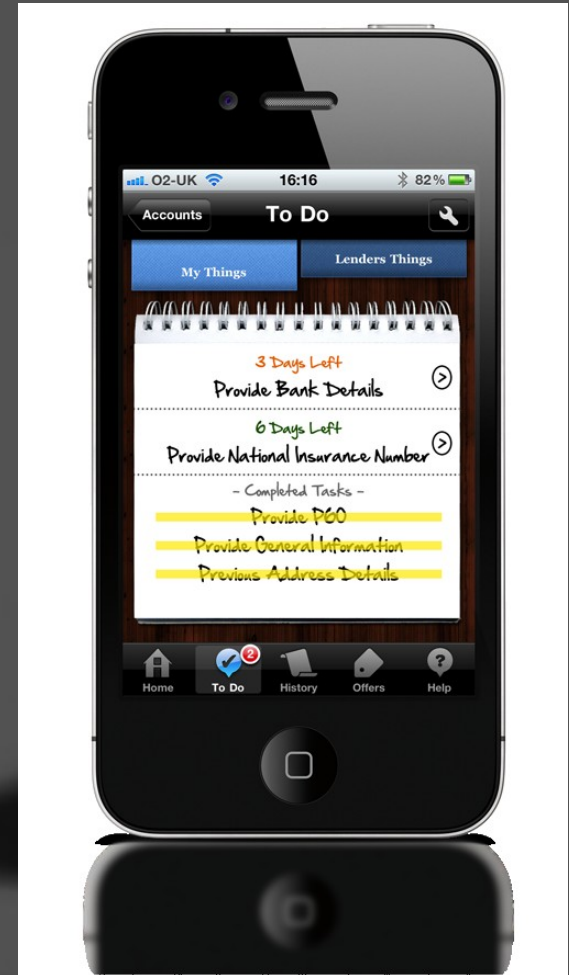 O2-UK 16:16 82%
Accounts To Do
My Things Lenders Things
3 Days Left
Provide Bank Details
6 Days Left
Provide National Insurance Number
- Completed Tasks -
Provide P60
Provide General Information
Previous Address Details
2
Home To Do History Offers ? Help